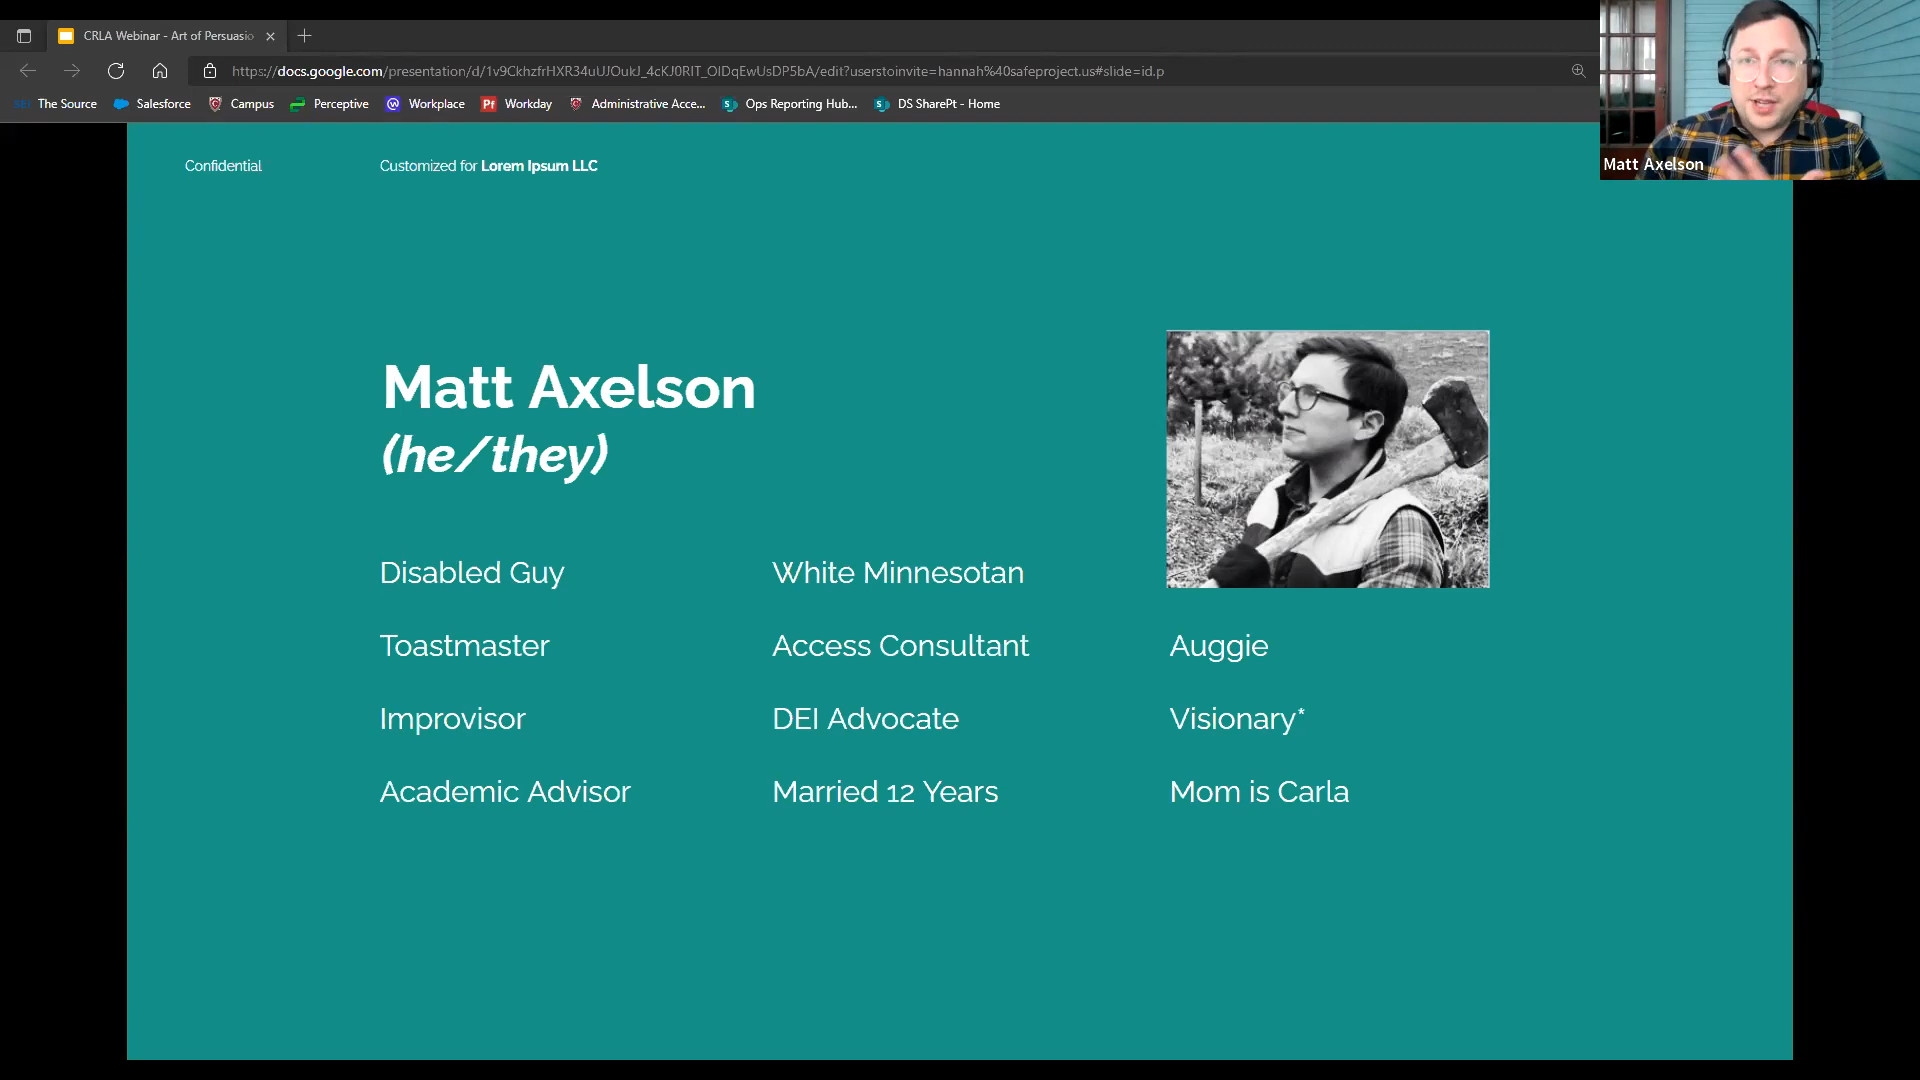 CRLA Webinar - Art of Persuasio
https://docs.google.com/presentation/d/1v9CkhzfrHXR34uUJOukJ_4cKJ0RIT_OIDqEwUsDP5bA/edit?userstoinvite=hannah%40safeproject.us#slide=id.p
The Source Salesforce Campus Perceptive Workplace Pf Workday Administrative Acce... Ops Reporting Hub... DS SharePt - Home
Matt Axelson
Confidential Customized for Lorem Ipsum LLC
Matt Axelson
(he/they)
Disabled Guy White Minnesotan
Toastmaster Access Consultant Auggie
Improvisor DEI Advocate Visionary*
Academic Advisor Married 12 Years Mom is Carla